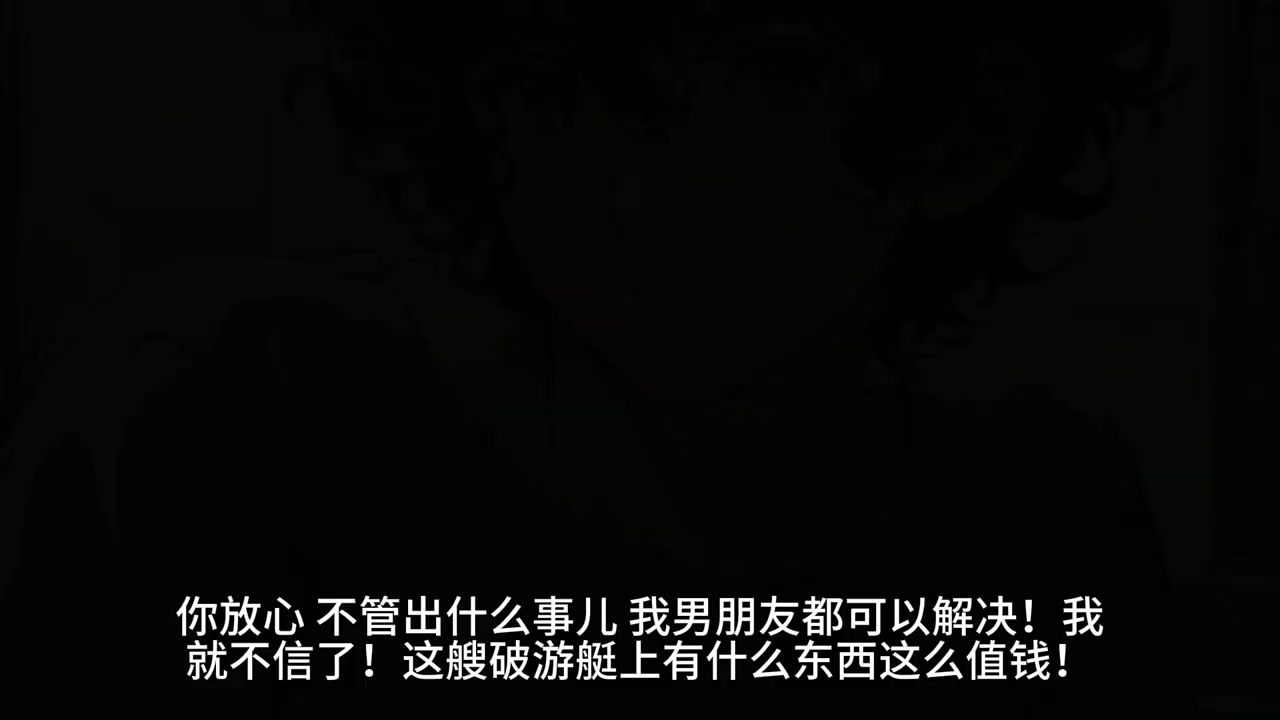 你放心 不管出什么事儿 我男朋友都可以解决！我
就不信了！这艘破游艇上有什么东西这么值钱！